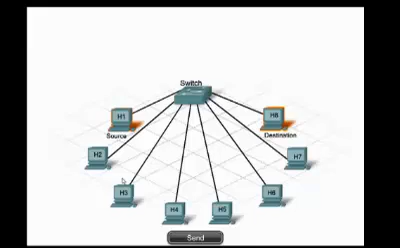 Switch
H1
H8
Source
Destination
H2
H7
H3
H6
H4
H5
Send